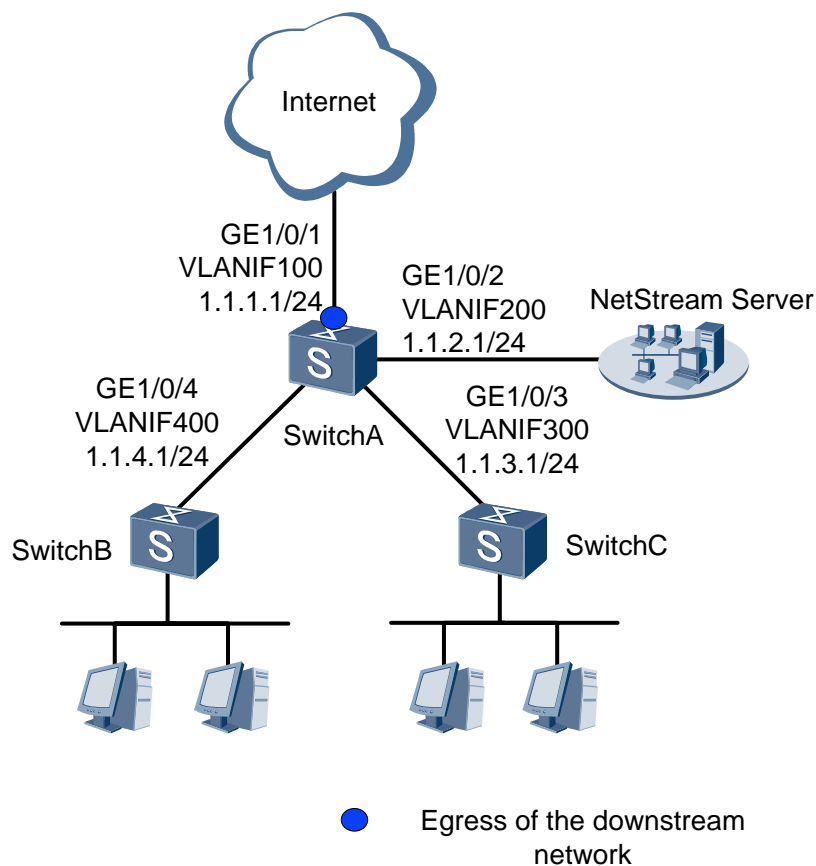 Internet
GE1/0/1
VLANIF100
1.1.1.1/24
GE1/0/2
VLANIF200
1.1.2.1/24
NetStream Server
S
SwitchA
GE1/0/4
VLANIF400
1.1.4.1/24
GE1/0/3
VLANIF300
1.1.3.1/24
SwitchB
S
S
SwitchC
Egress of the downstream
network